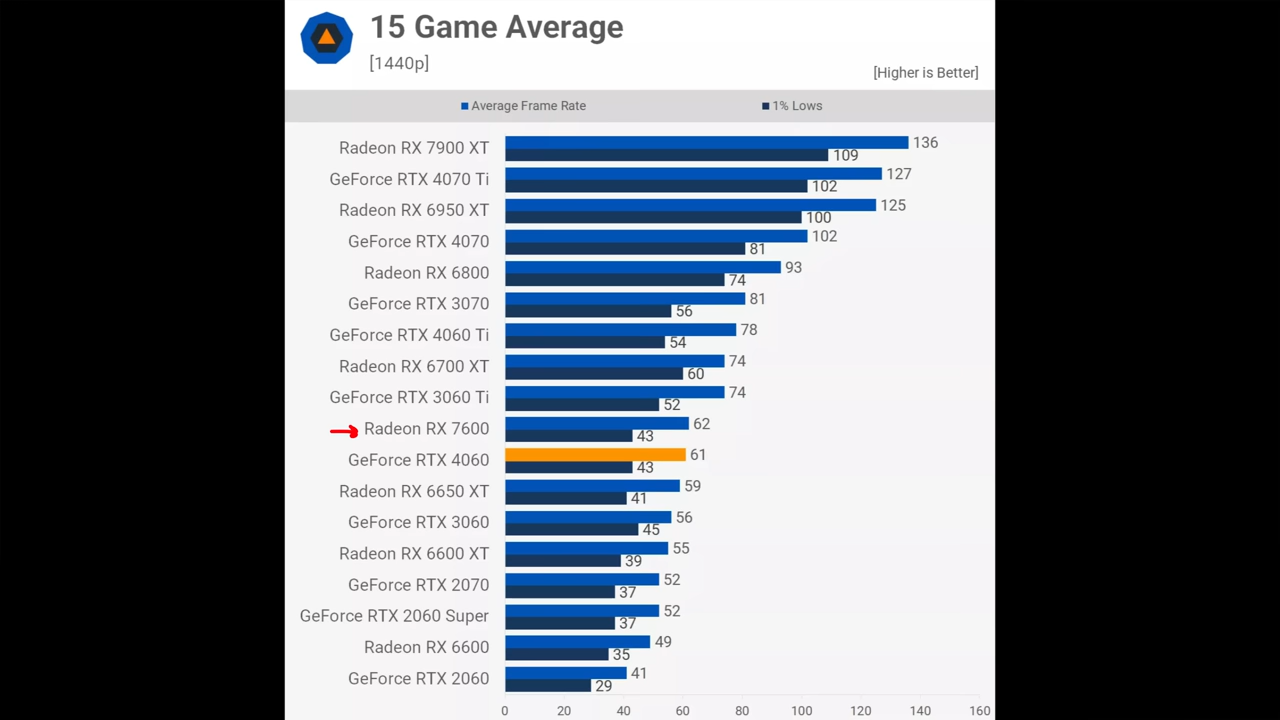 15 Game Average
[1440p]
[Higher is Better]
Average Frame Rate 1% Lows
Radeon RX 7900 XT 136
109
GeForce RTX 4070 Ti 127
102
Radeon RX 6950 XT 125
100
GeForce RTX 4070 102
81
Radeon RX 6800 93
74
GeForce RTX 3070 81
56
GeForce RTX 4060 Ti 78
54
Radeon RX 6700 XT 74
60
GeForce RTX 3060 Ti 74
52
Radeon RX 7600 62
43
GeForce RTX 4060 61
43
Radeon RX 6650 XT 59
41
GeForce RTX 3060 56
45
Radeon RX 6600 XT 55
39
GeForce RTX 2070 52
37
GeForce RTX 2060 Super 52
37
Radeon RX 6600 49
35
GeForce RTX 2060 41
29
0 20 40 60 80 100 120 140 160